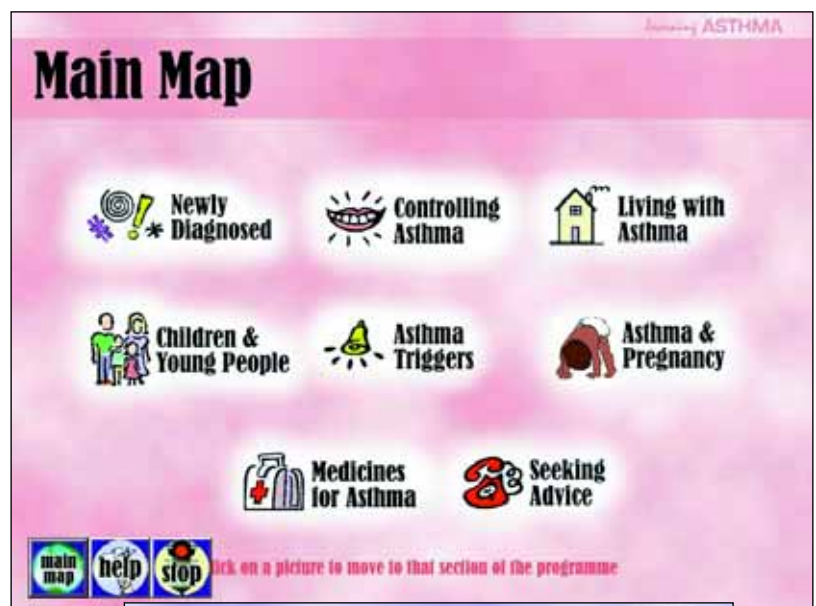 learning ASTHMA
Main Map
Newly
Diagnosed
Controlling
Asthma
Living with
Asthma
Children &
Young People
Asthma
Triggers
Asthma &
Pregnancy
Medicines
for Asthma
Seeking
Advice
main
map
help
stop
lick on a picture to move to that section of the programme